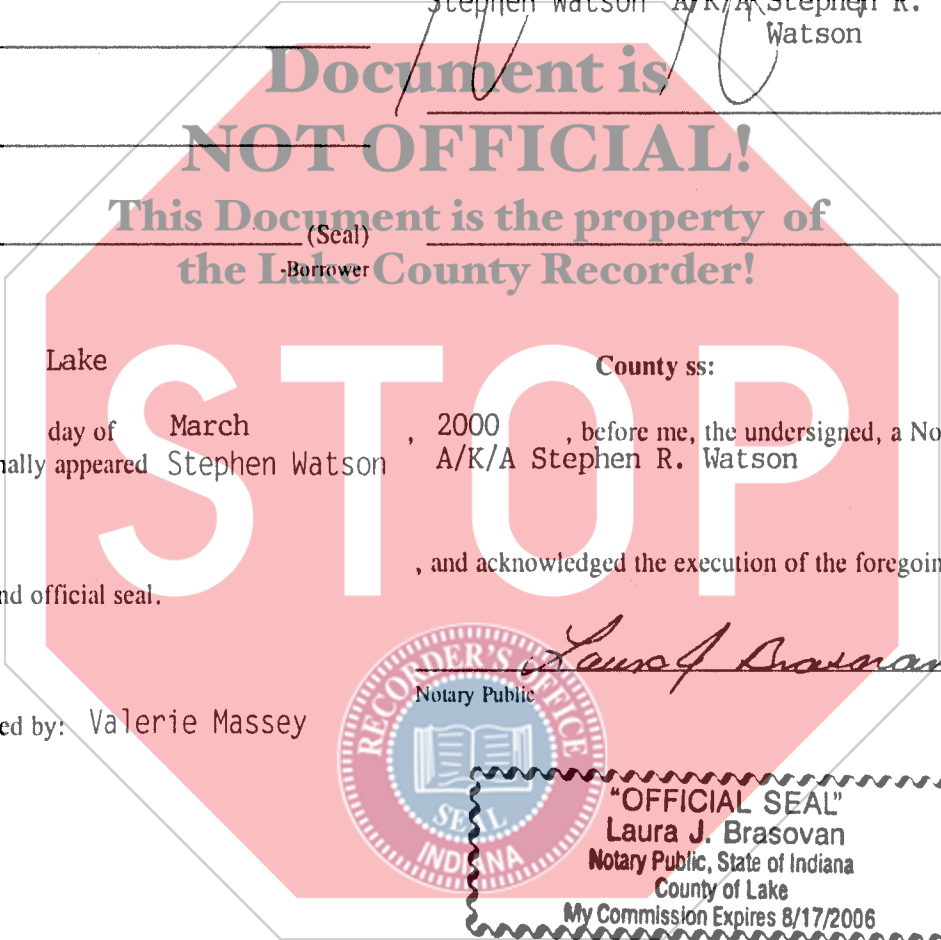 Stephen Watson A/K/A Stephen R.
Watson
Document is
NOT OFFICIAL!
This Document is the property of
(Seal)
the Lake County Recorder!
-Borrower
STOP
Lake County ss:
day of March , 2000 , before me, the undersigned, a No
nally appeared Stephen Watson A/K/A Stephen R. Watson
, and acknowledged the execution of the foregoin
nd official seal.
Laura J Brasovan
Notary Public
ed by: Valerie Massey
RECORDER'S OFFICE
SEAL
INDIANA
"OFFICIAL SEAL"
Laura J. Brasovan
Notary Public, State of Indiana
County of Lake
My Commission Expires 8/17/2006